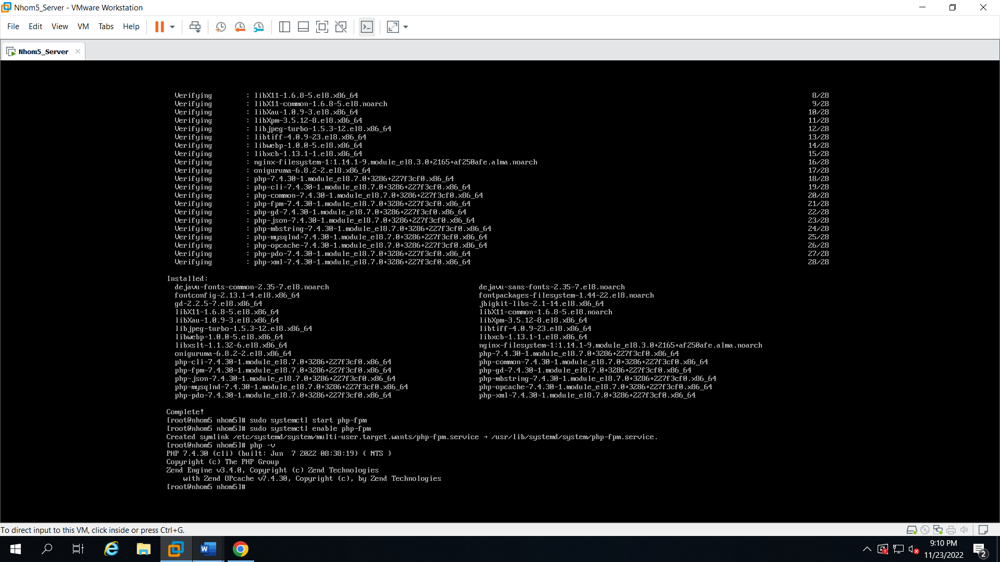 Nhom5_Server - VMware Workstation
File Edit View VM Tabs Help
Nhom5_Server
Verifying : libX11-1.6.8-5.el8.x86_64 8/28
Verifying : libX11-common-1.6.8-5.el8.noarch 9/28
Verifying : libXau-1.0.9-3.el8.x86_64 10/28
Verifying : libXpm-3.5.12-8.el8.x86_64 11/28
Verifying : libjpeg-turbo-1.5.3-12.el8.x86_64 12/28
Verifying : libtiff-4.0.9-23.el8.x86_64 13/28
Verifying : libwebp-1.0.0-5.el8.x86_64 14/28
Verifying : libxcb-1.13.1-1.el8.x86_64 15/28
Verifying : nginx-filesystem-1:1.14.1-9.module_el8.3.0+2165+af250afe.alma.noarch 16/28
Verifying : oniguruma-6.8.2-2.el8.x86_64 17/28
Verifying : php-7.4.30-1.module_el8.7.0+3286+227f3cf0.x86_64 18/28
Verifying : php-cli-7.4.30-1.module_el8.7.0+3286+227f3cf0.x86_64 19/28
Verifying : php-common-7.4.30-1.module_el8.7.0+3286+227f3cf0.x86_64 20/28
Verifying : php-fpm-7.4.30-1.module_el8.7.0+3286+227f3cf0.x86_64 21/28
Verifying : php-gd-7.4.30-1.module_el8.7.0+3286+227f3cf0.x86_64 22/28
Verifying : php-json-7.4.30-1.module_el8.7.0+3286+227f3cf0.x86_64 23/28
Verifying : php-mbstring-7.4.30-1.module_el8.7.0+3286+227f3cf0.x86_64 24/28
Verifying : php-mysqlnd-7.4.30-1.module_el8.7.0+3286+227f3cf0.x86_64 25/28
Verifying : php-opcache-7.4.30-1.module_el8.7.0+3286+227f3cf0.x86_64 26/28
Verifying : php-pdo-7.4.30-1.module_el8.7.0+3286+227f3cf0.x86_64 27/28
Verifying : php-xml-7.4.30-1.module_el8.7.0+3286+227f3cf0.x86_64 28/28
Installed:
dejavu-fonts-common-2.35-7.el8.noarch dejavu-sans-fonts-2.35-7.el8.noarch
fontconfig-2.13.1-4.el8.x86_64 fontpackages-filesystem-1.44-22.el8.noarch
gd-2.2.5-7.el8.x86_64 jbigkit-libs-2.1-14.el8.x86_64
libX11-1.6.8-5.el8.x86_64 libX11-common-1.6.8-5.el8.noarch
libXau-1.0.9-3.el8.x86_64 libXpm-3.5.12-8.el8.x86_64
libjpeg-turbo-1.5.3-12.el8.x86_64 libtiff-4.0.9-23.el8.x86_64
libwebp-1.0.0-5.el8.x86_64 libxcb-1.13.1-1.el8.x86_64
libxslt-1.1.32-6.el8.x86_64 nginx-filesystem-1:1.14.1-9.module_el8.3.0+2165+af250afe.alma.noarch
oniguruma-6.8.2-2.el8.x86_64 php-7.4.30-1.module_el8.7.0+3286+227f3cf0.x86_64
php-cli-7.4.30-1.module_el8.7.0+3286+227f3cf0.x86_64 php-common-7.4.30-1.module_el8.7.0+3286+227f3cf0.x86_64
php-fpm-7.4.30-1.module_el8.7.0+3286+227f3cf0.x86_64 php-gd-7.4.30-1.module_el8.7.0+3286+227f3cf0.x86_64
php-json-7.4.30-1.module_el8.7.0+3286+227f3cf0.x86_64 php-mbstring-7.4.30-1.module_el8.7.0+3286+227f3cf0.x86_64
php-mysqlnd-7.4.30-1.module_el8.7.0+3286+227f3cf0.x86_64 php-opcache-7.4.30-1.module_el8.7.0+3286+227f3cf0.x86_64
php-pdo-7.4.30-1.module_el8.7.0+3286+227f3cf0.x86_64 php-xml-7.4.30-1.module_el8.7.0+3286+227f3cf0.x86_64
Complete!
[root@nhom5 nhom5]# sudo systemctl start php-fpm
[root@nhom5 nhom5]# sudo systemctl enable php-fpm
Created symlink /etc/systemd/system/multi-user.target.wants/php-fpm.service → /usr/lib/systemd/system/php-fpm.service.
[root@nhom5 nhom5]# php -v
PHP 7.4.30 (cli) (built: Jun  7 2022 08:38:19) ( NTS )
Copyright (c) The PHP Group
Zend Engine v3.4.0, Copyright (c) Zend Technologies
with Zend OPcache v7.4.30, Copyright (c), by Zend Technologies
[root@nhom5 nhom5]#
To direct input to this VM, click inside or press Ctrl+G.
9:10 PM
11/23/2022
2